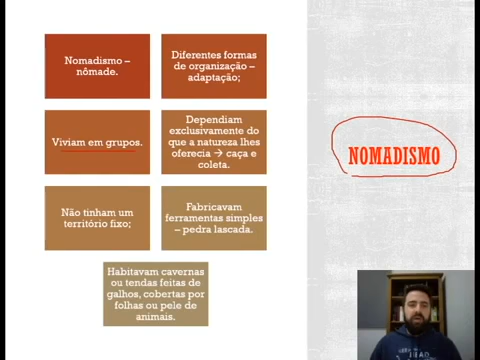 Nomadismo –
nômade.
Diferentes formas
de organização –
adaptação;
Viviam em grupos.
Dependiam
exclusivamente do
que a natureza lhes
oferecia → caça e
coleta.
Não tinham um
território fixo;
Fabricavam
ferramentas simples
– pedra lascada.
Habitavam cavernas
ou tendas feitas de
galhos, cobertas por
folhas ou pele de
animais.
NOMADISMO